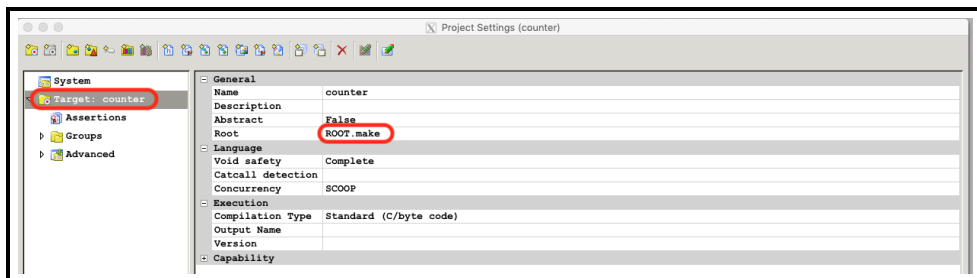 Project Settings (counter)
System
Target: counter
Assertions
Groups
Advanced
General
Name counter
Description
Abstract False
Root ROOT.make
Language
Void safety Complete
Catcall detection
Concurrency SCOOP
Execution
Compilation Type Standard (C/byte code)
Output Name
Version
Capability